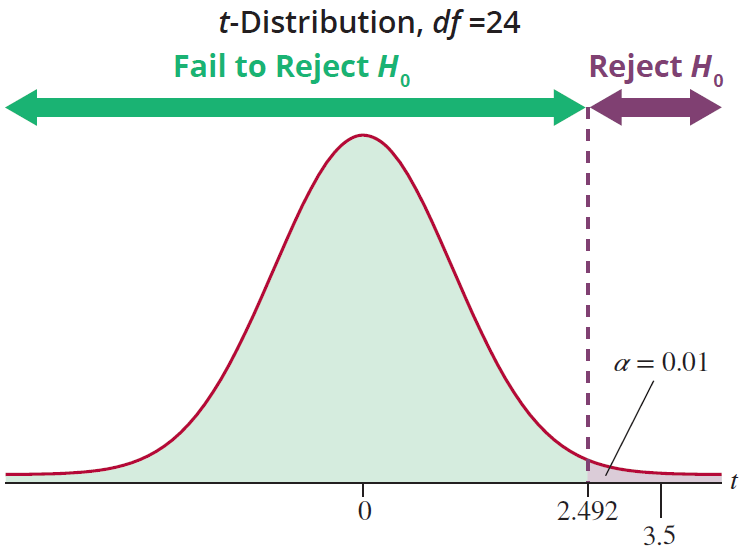 t-Distribution, df =24
Fail to Reject H₀
Reject H₀
α = 0.01
t
0
2.492
3.5